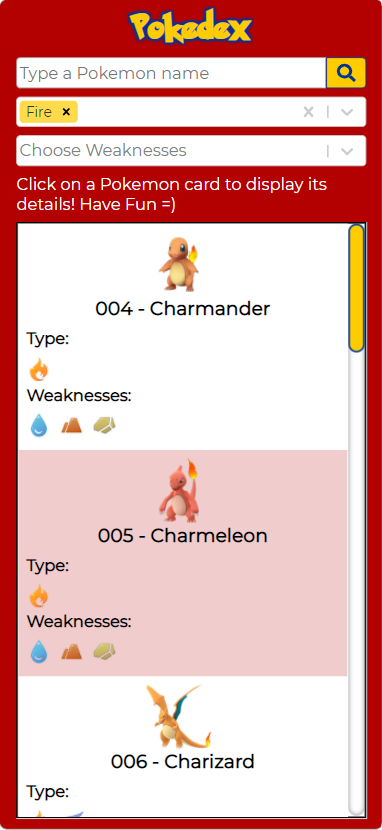 Pokedex
Type a Pokemon name
Fire ×
Choose Weaknesses
Click on a Pokemon card to display its
details! Have Fun =)
004 - Charmander
Type:
Weaknesses:
005 - Charmeleon
Type:
Weaknesses:
006 - Charizard
Type: